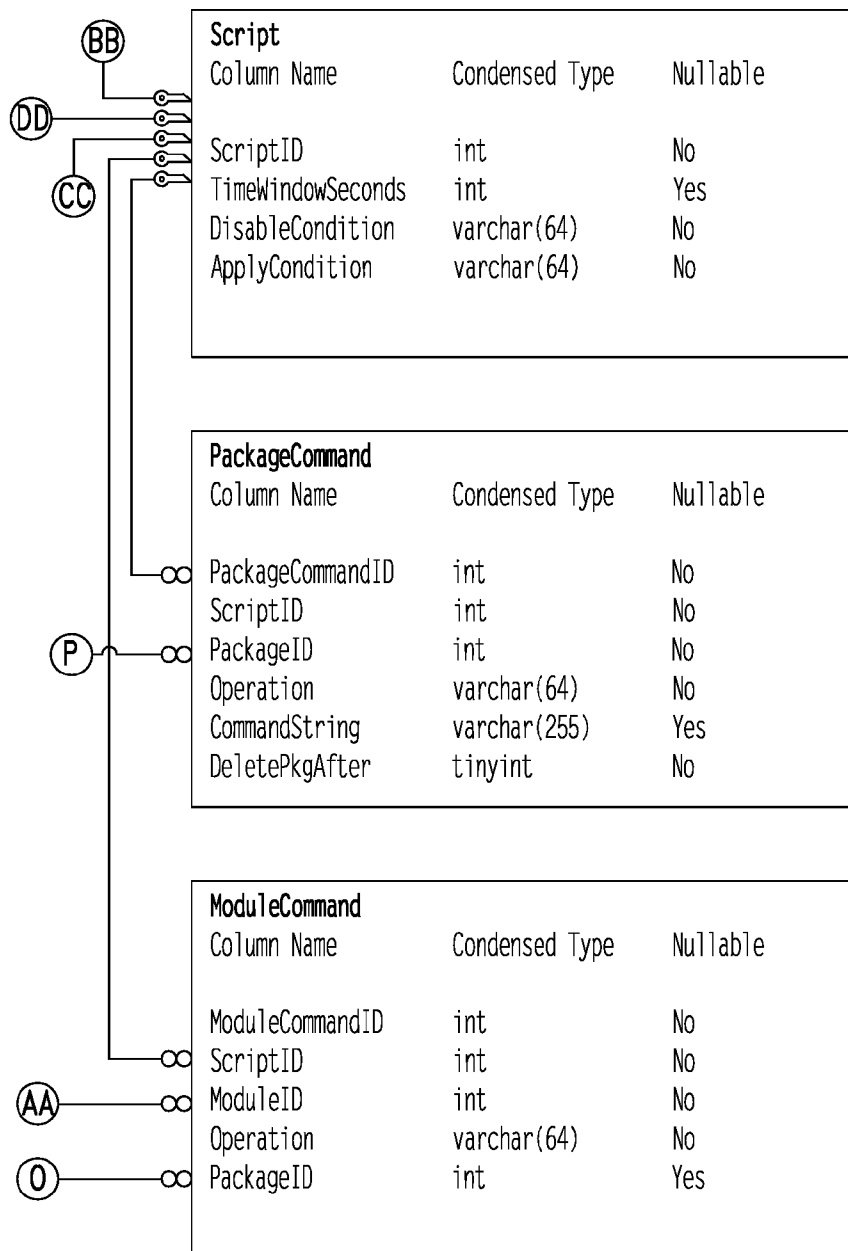 BB
Script
Column Name Condensed Type Nullable
DD
ScriptID int No
CC
TimeWindowSeconds int Yes
DisableCondition varchar(64) No
ApplyCondition varchar(64) No
PackageCommand
Column Name Condensed Type Nullable
PackageCommandID int No
ScriptID int No
P
PackageID int No
Operation varchar(64) No
CommandString varchar(255) Yes
DeletePkgAfter tinyint No
ModuleCommand
Column Name Condensed Type Nullable
ModuleCommandID int No
ScriptID int No
AA
ModuleID int No
Operation varchar(64) No
O
PackageID int Yes